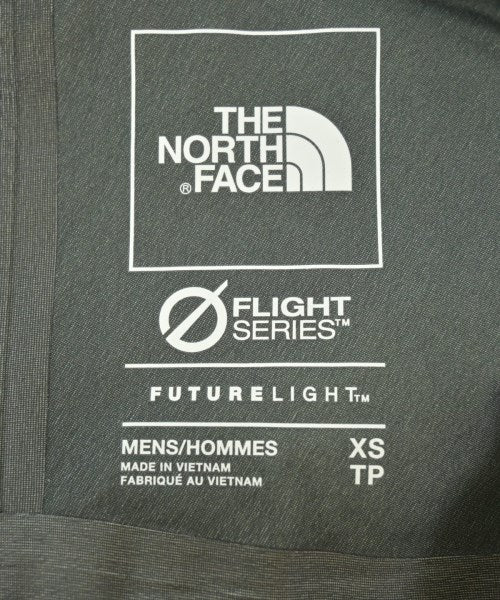 THE
NORTH
® FACE
FLIGHT
SERIES™
FUTURELIGHT™
MENS/HOMMES XS
MADE IN VIETNAM TP
FABRIQUÉ AU VIETNAM